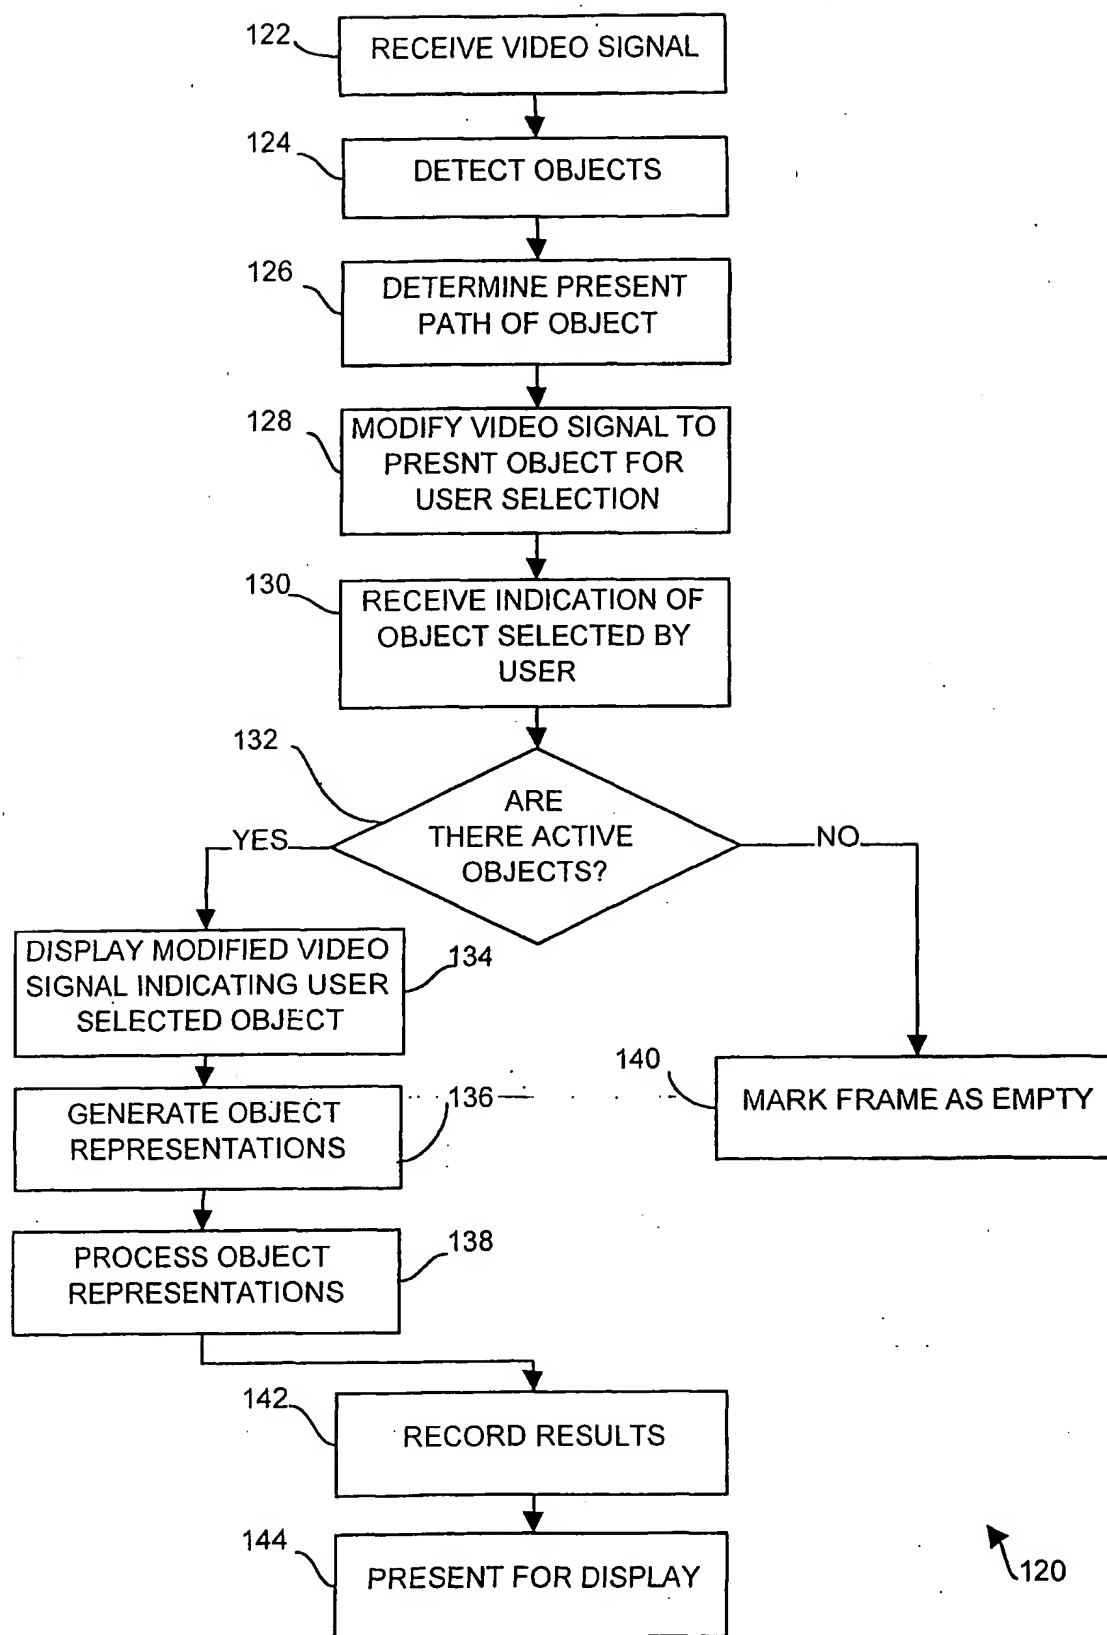 122
RECEIVE VIDEO SIGNAL
124
DETECT OBJECTS
126
DETERMINE PRESENT
PATH OF OBJECT
128
MODIFY VIDEO SIGNAL TO
PRESNT OBJECT FOR
USER SELECTION
130
RECEIVE INDICATION OF
OBJECT SELECTED BY
USER
132
ARE
THERE ACTIVE
OBJECTS?
YES
NO
DISPLAY MODIFIED VIDEO
SIGNAL INDICATING USER
SELECTED OBJECT
134
GENERATE OBJECT
REPRESENTATIONS
136
140
MARK FRAME AS EMPTY
PROCESS OBJECT
REPRESENTATIONS
138
142
RECORD RESULTS
144
PRESENT FOR DISPLAY
120